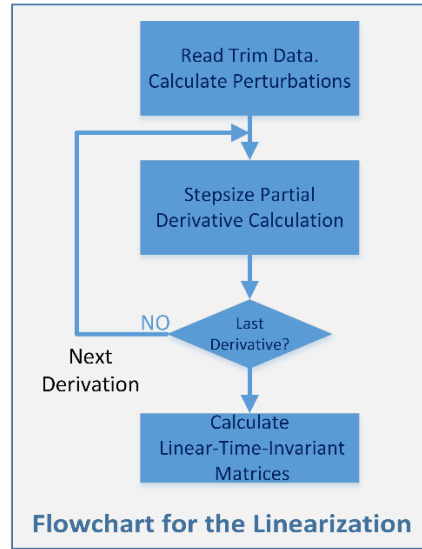 Read Trim Data.
Calculate Perturbations
Stepsize Partial
Derivative Calculation
NO
Last
Derivative?
Next
Derivation
Calculate
Linear-Time-Invariant
Matrices
Flowchart for the Linearization